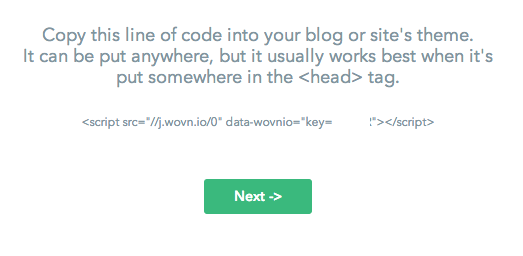 Copy this line of code into your blog or site's theme.
It can be put anywhere, but it usually works best when it's
put somewhere in the <head> tag.
<script src="//j.wovn.io/0" data-wovnio="key= "></script>
Next ->